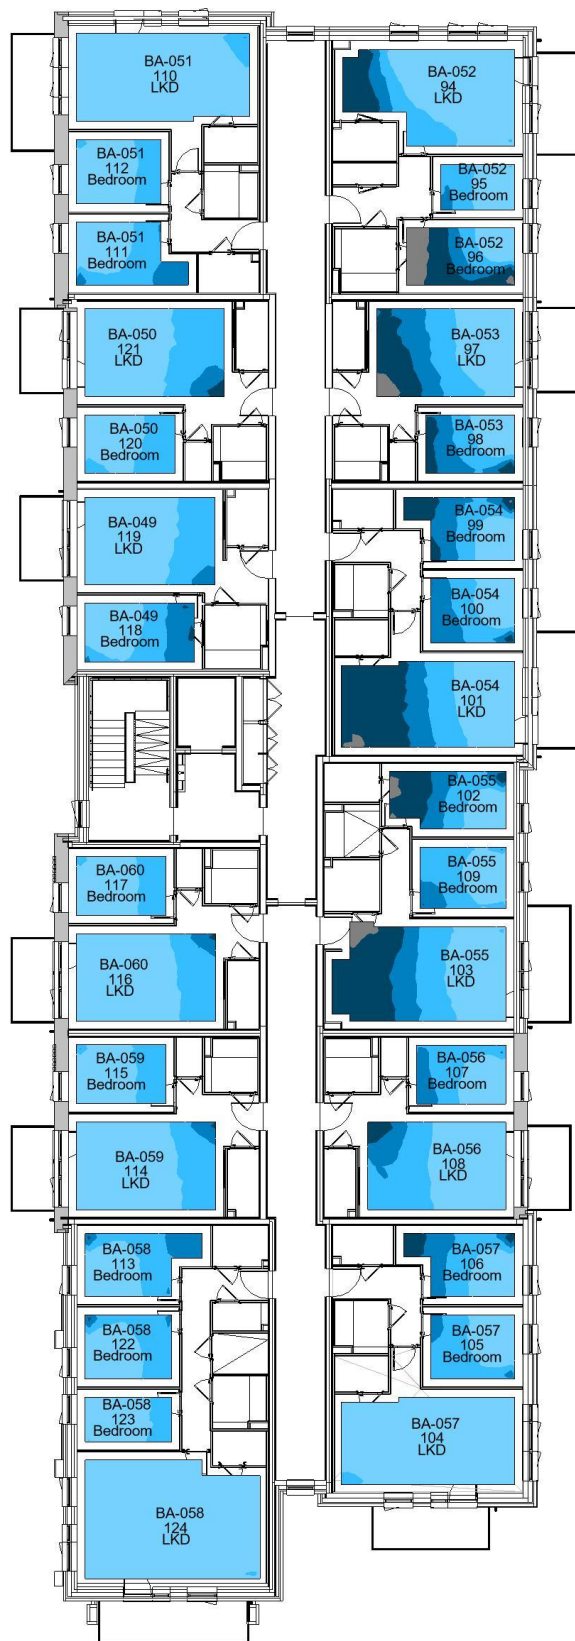 BA-051
110
LKD
BA-052
94
LKD
BA-051
112
Bedroom
BA-052
95
Bedroom
BA-051
111
Bedroom
BA-052
96
Bedroom
BA-050
121
LKD
BA-053
97
LKD
BA-050
120
Bedroom
BA-053
98
Bedroom
BA-049
119
LKD
BA-054
99
Bedroom
BA-049
118
Bedroom
BA-054
100
Bedroom
BA-054
101
LKD
BA-055
102
Bedroom
BA-060
117
Bedroom
BA-055
109
Bedroom
BA-060
116
LKD
BA-055
103
LKD
BA-059
115
Bedroom
BA-056
107
Bedroom
BA-059
114
LKD
BA-056
108
LKD
BA-058
113
Bedroom
BA-057
106
Bedroom
BA-058
122
Bedroom
BA-057
105
Bedroom
BA-058
123
Bedroom
BA-057
104
LKD
BA-058
124
LKD